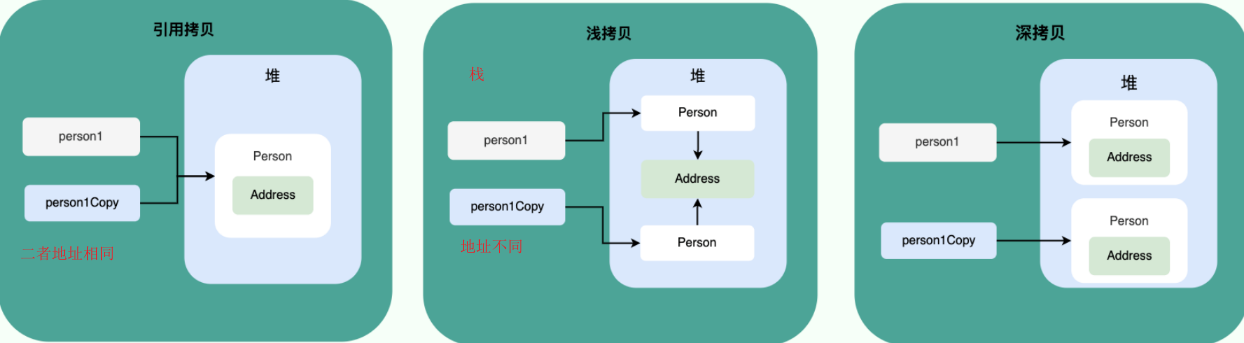 引用拷贝
堆
person1
Person
Address
person1Copy
二者地址相同
浅拷贝
栈
堆
Person
person1
Address
person1Copy
Person
地址不同
深拷贝
堆
Person
person1
Address
Person
person1Copy
Address